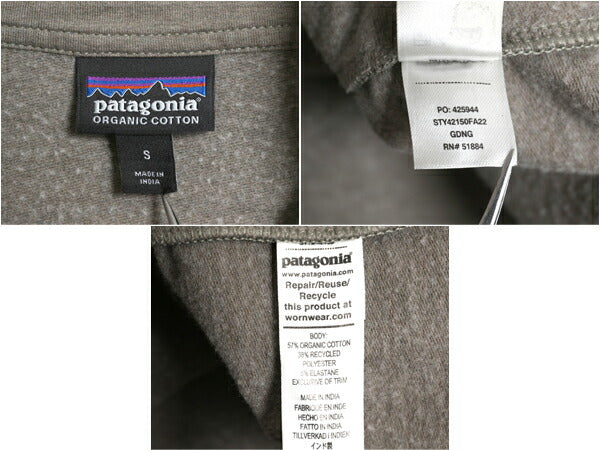 patagonia
ORGANIC COTTON
S
MADE IN
INDIA
PO: 425944
STY42150FA22
GDNG
RN# 51884
patagonia
www.patagonia.com
Repair/Reuse/
Recycle
this product at
wornwear.com
BODY:
57% ORGANIC COTTON
38% RECYCLED
POLYESTER
5% ELASTANE
EXCLUSIVE OF TRIM
MADE IN INDIA
FABRIQUÉ EN INDE
HECHO EN INDIA
FATTO IN INDIA
TILLVERKAD I INDIEN
インド製